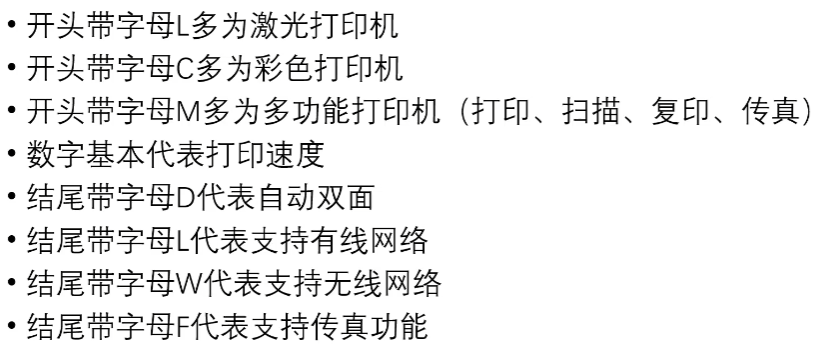 • 开头带字母L多为激光打印机
• 开头带字母C多为彩色打印机
• 开头带字母M多为多功能打印机（打印、扫描、复印、传真）
• 数字基本代表打印速度
• 结尾带字母D代表自动双面
• 结尾带字母L代表支持有线网络
• 结尾带字母W代表支持无线网络
• 结尾带字母F代表支持传真功能